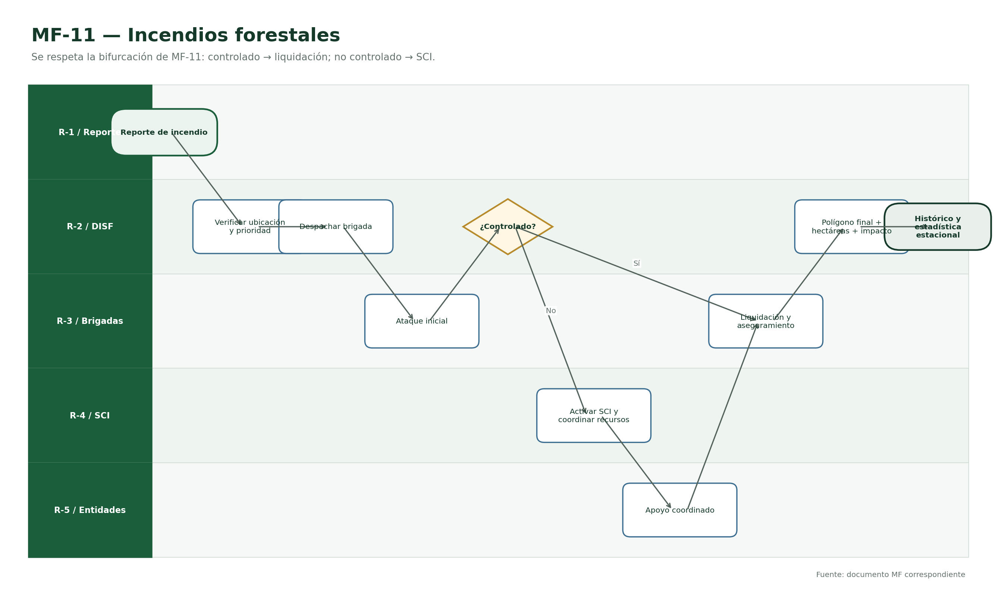 MF-11 — Incendios forestales
Se respeta la bifurcación de MF-11: controlado → liquidación; no controlado → SCI.
R-1 / Reporte
Reporte de incendio
R-2 / DISF
Verificar ubicación
y prioridad
Despachar brigada
¿Controlado?
Polígono final +
hectáreas + impacto
Histórico y
estadística
estacional
Sí
No
R-3 / Brigadas
Ataque inicial
Liquidación y
aseguramiento
R-4 / SCI
Activar SCI y
coordinar recursos
R-5 / Entidades
Apoyo coordinado
Fuente: documento MF correspondiente